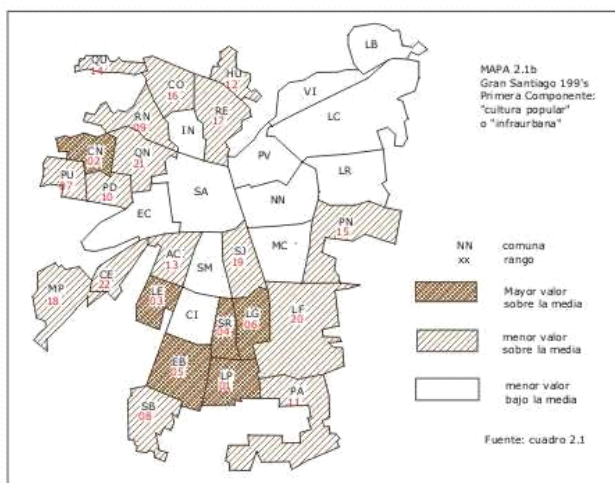 LB
QU
14
CO
16
HU
12
MAPA 2.1b
Gran Santiago 199's
Primera Componente:
"cultura popular"
o "infraurbana"
VI
RN
09
IN
RE
17
LC
CN
02
QN
21
PV
LR
PU
07
PD
10
SA
NN
EC
PN
15
NN comuna
xx rango
AC
13
SM
SJ
19
MC
CE
22
MP
18
LE
03
Mayor valor
sobre la media
CI
SR
04
LG
06
LF
20
menor valor
sobre la media
EB
05
LP
01
PA
11
menor valor
bajo la media
SB
08
Fuente: cuadro 2.1